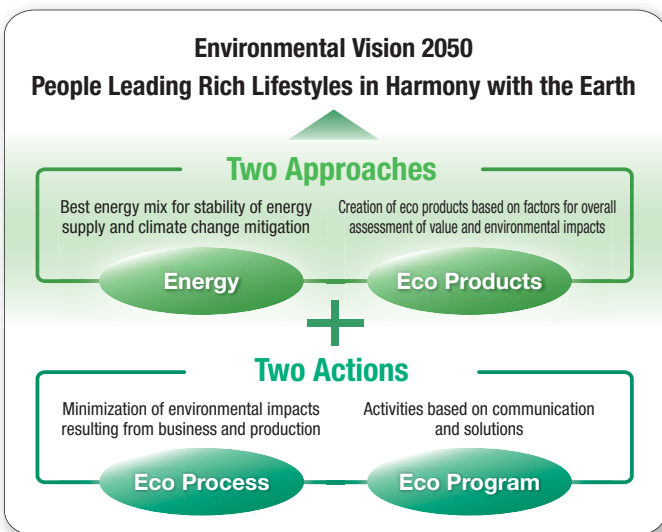 Environmental Vision 2050
People Leading Rich Lifestyles in Harmony with the Earth
Two Approaches
Best energy mix for stability of energy
supply and climate change mitigation
Energy
Creation of eco products based on factors for overall
assessment of value and environmental impacts
Eco Products
Two Actions
Minimization of environmental impacts
resulting from business and production
Eco Process
Activities based on communication
and solutions
Eco Program